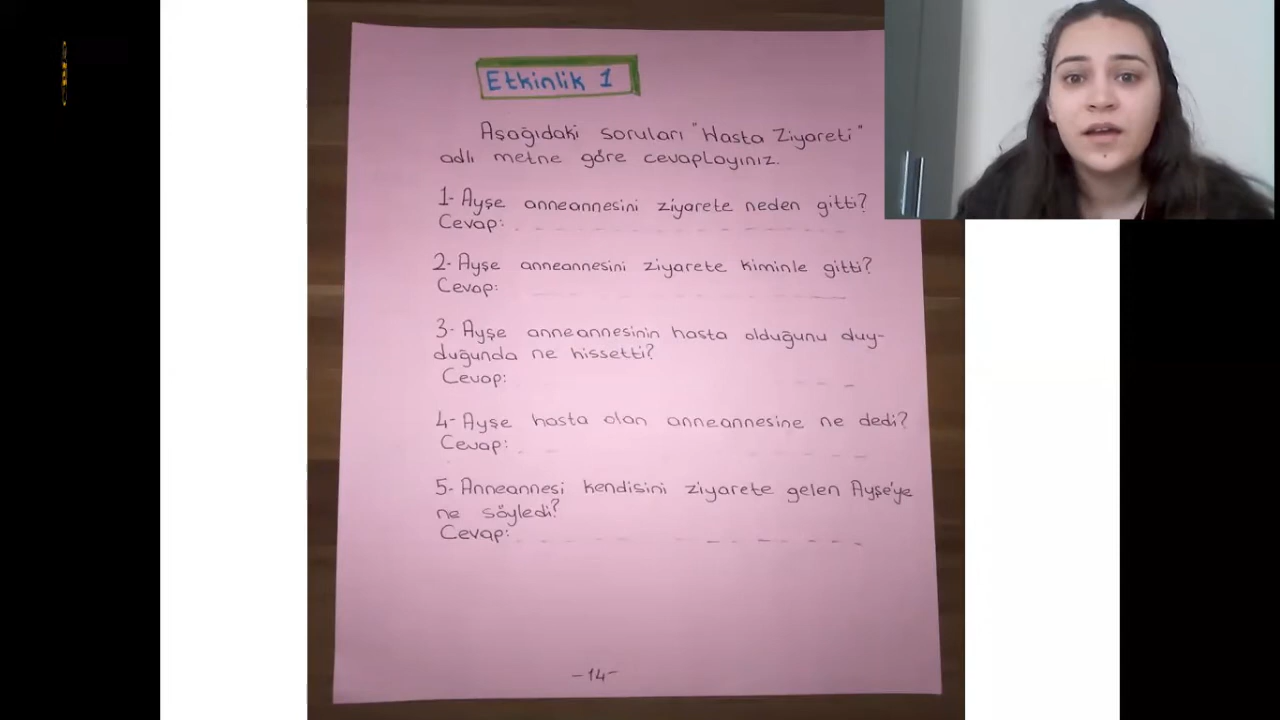 Etkinlik 1
Aşağıdaki soruları "Hasta Ziyareti"
adlı metne göre cevaplayınız.
1- Ayşe anneannesini ziyarete neden gitti?
Cevap:
2- Ayşe anneannesini ziyarete kiminle gitti?
Cevap:
3- Ayşe anneannesinin hasta olduğunu duy-
duğunda ne hissetti?
Cevap:
4- Ayşe hasta olan anneannesine ne dedi?
Cevap:
5- Anneannesi kendisini ziyarete gelen Ayşe'ye
ne söyledi?
Cevap:
-14-